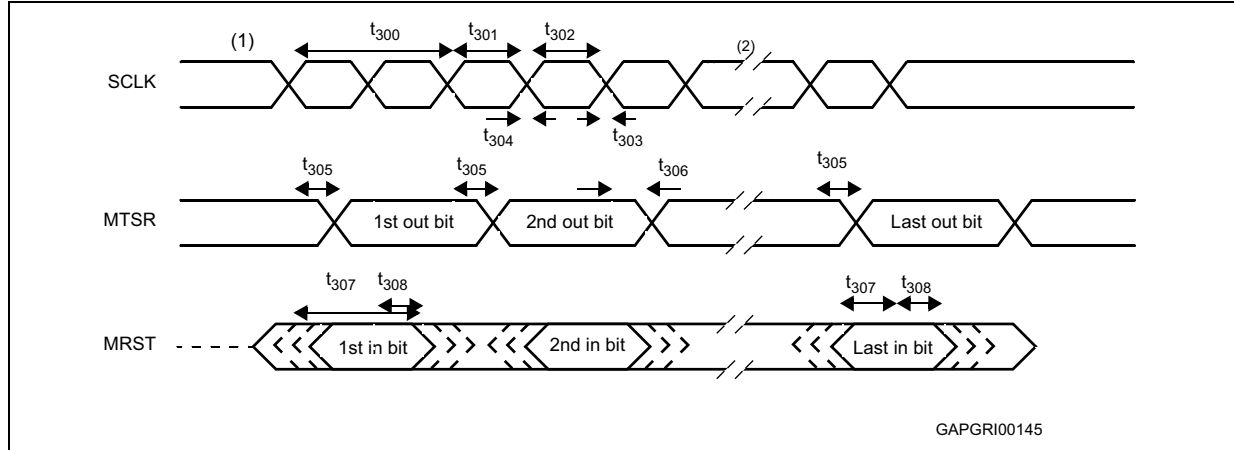 (1) t300 t301 t302 (2)
SCLK
t304 t303
t305 t305 t306 t305
MTSR 1st out bit 2nd out bit Last out bit
t307 t308 t307 t308
MRST 1st in bit 2nd in bit Last in bit
GAPGRI00145